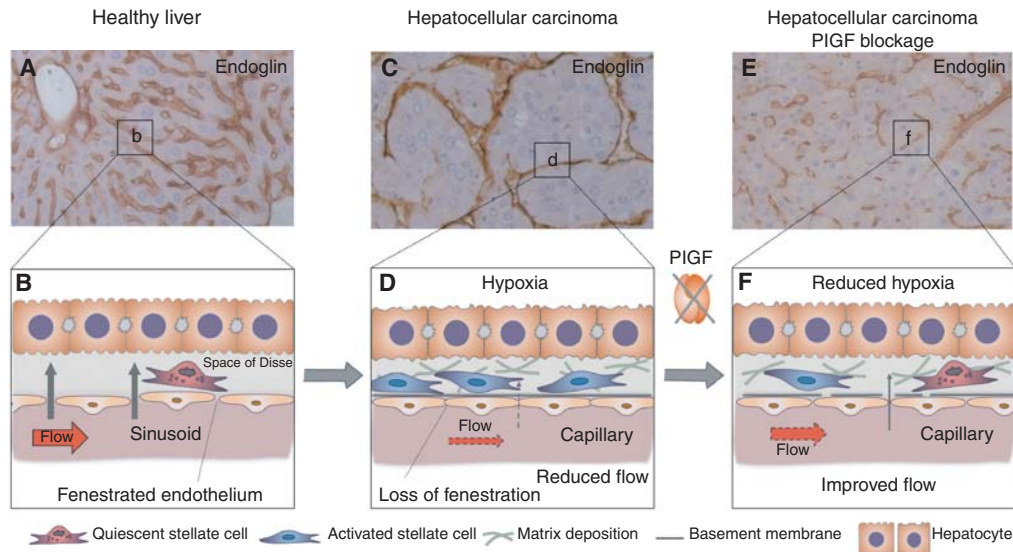 Healthy liver
Hepatocellular carcinoma
Hepatocellular carcinoma
PIGF blockage
A
Endoglin
b
C
Endoglin
d
E
Endoglin
f
B
Space of Disse
Flow
Sinusoid
Fenestrated endothelium
D
Hypoxia
Flow
Capillary
Reduced flow
Loss of fenestration
PIGF
F
Reduced hypoxia
Flow
Capillary
Improved flow
Quiescent stellate cell
Activated stellate cell
Matrix deposition
Basement membrane
Hepatocyte